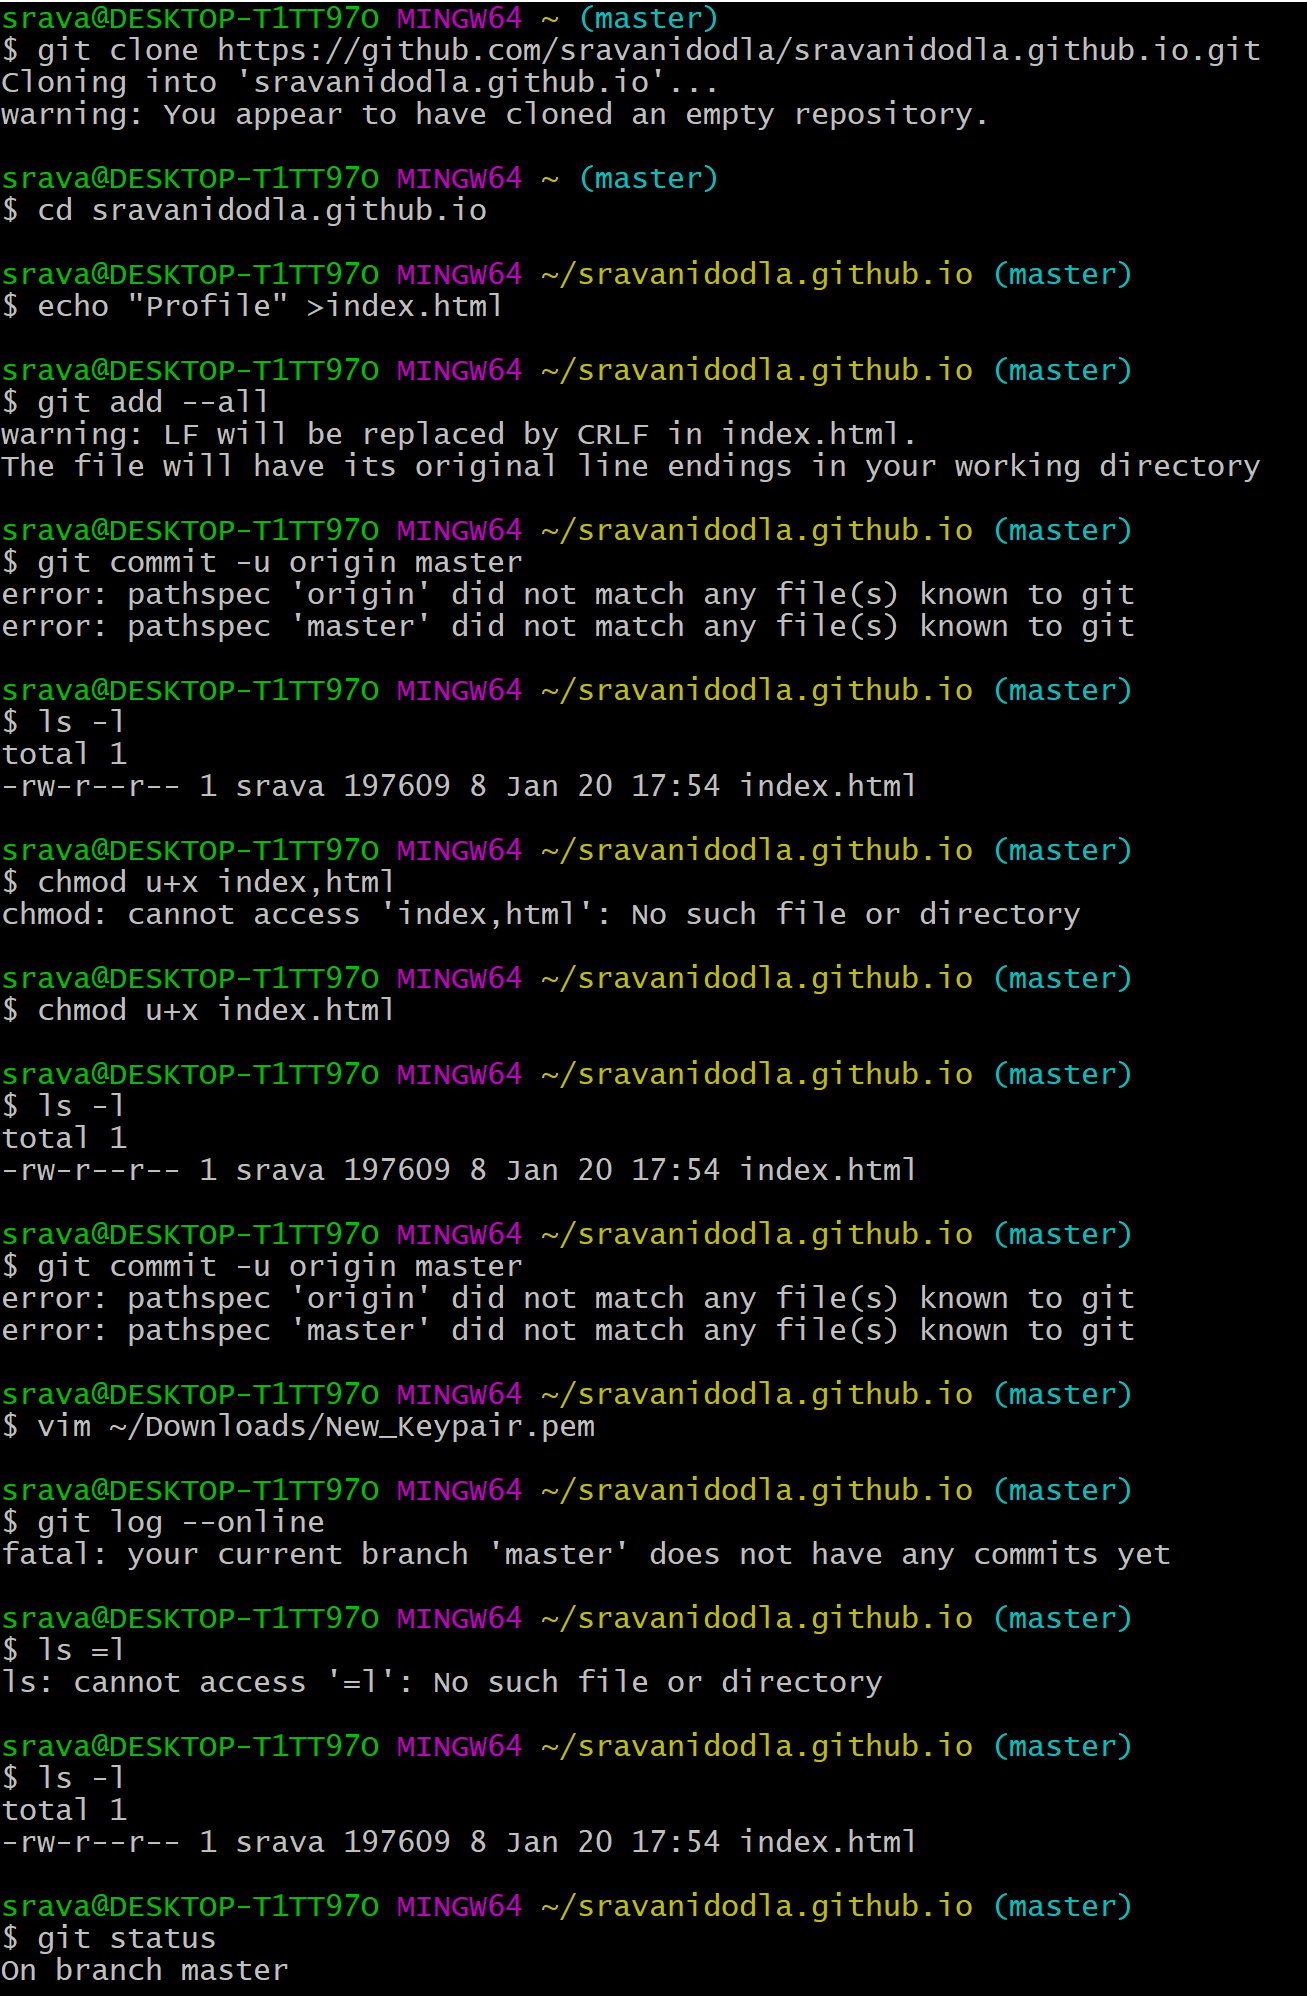 srava@DESKTOP-T1TT97O MINGW64 ~ (master)
$ git clone https://github.com/sravanidodla/sravanidodla.github.io.git
Cloning into 'sravanidodla.github.io'...
warning: You appear to have cloned an empty repository.
srava@DESKTOP-T1TT97O MINGW64 ~ (master)
$ cd sravanidodla.github.io
srava@DESKTOP-T1TT97O MINGW64 ~/sravanidodla.github.io (master)
$ echo "Profile" >index.html
srava@DESKTOP-T1TT97O MINGW64 ~/sravanidodla.github.io (master)
$ git add --all
warning: LF will be replaced by CRLF in index.html.
The file will have its original line endings in your working directory
srava@DESKTOP-T1TT97O MINGW64 ~/sravanidodla.github.io (master)
$ git commit -u origin master
error: pathspec 'origin' did not match any file(s) known to git
error: pathspec 'master' did not match any file(s) known to git
srava@DESKTOP-T1TT97O MINGW64 ~/sravanidodla.github.io (master)
$ ls -l
total 1
-rw-r--r-- 1 srava 197609 8 Jan 20 17:54 index.html
srava@DESKTOP-T1TT97O MINGW64 ~/sravanidodla.github.io (master)
$ chmod u+x index,html
chmod: cannot access 'index,html': No such file or directory
srava@DESKTOP-T1TT97O MINGW64 ~/sravanidodla.github.io (master)
$ chmod u+x index.html
srava@DESKTOP-T1TT97O MINGW64 ~/sravanidodla.github.io (master)
$ ls -l
total 1
-rw-r--r-- 1 srava 197609 8 Jan 20 17:54 index.html
srava@DESKTOP-T1TT97O MINGW64 ~/sravanidodla.github.io (master)
$ git commit -u origin master
error: pathspec 'origin' did not match any file(s) known to git
error: pathspec 'master' did not match any file(s) known to git
srava@DESKTOP-T1TT97O MINGW64 ~/sravanidodla.github.io (master)
$ vim ~/Downloads/New_Keypair.pem
srava@DESKTOP-T1TT97O MINGW64 ~/sravanidodla.github.io (master)
$ git log --online
fatal: your current branch 'master' does not have any commits yet
srava@DESKTOP-T1TT97O MINGW64 ~/sravanidodla.github.io (master)
$ ls =l
ls: cannot access '=l': No such file or directory
srava@DESKTOP-T1TT97O MINGW64 ~/sravanidodla.github.io (master)
$ ls -l
total 1
-rw-r--r-- 1 srava 197609 8 Jan 20 17:54 index.html
srava@DESKTOP-T1TT97O MINGW64 ~/sravanidodla.github.io (master)
$ git status
On branch master